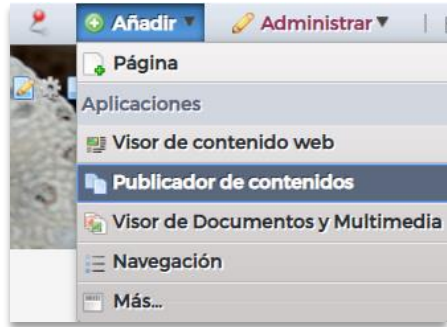 Añadir Administrar
Página
Aplicaciones
Visor de contenido web
Publicador de contenidos
Visor de Documentos y Multimedia
Navegación
Más...